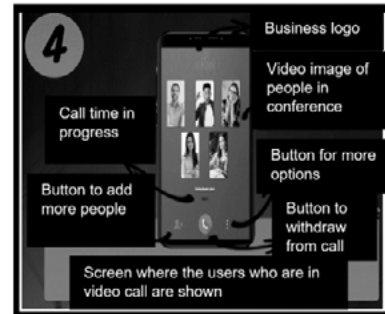 4
Business logo
Video image of
people in
conference
Call time in
progress
Button for more
options
Button to add
more people
Button to
withdraw
from call
Screen where the users who are in
video call are shown